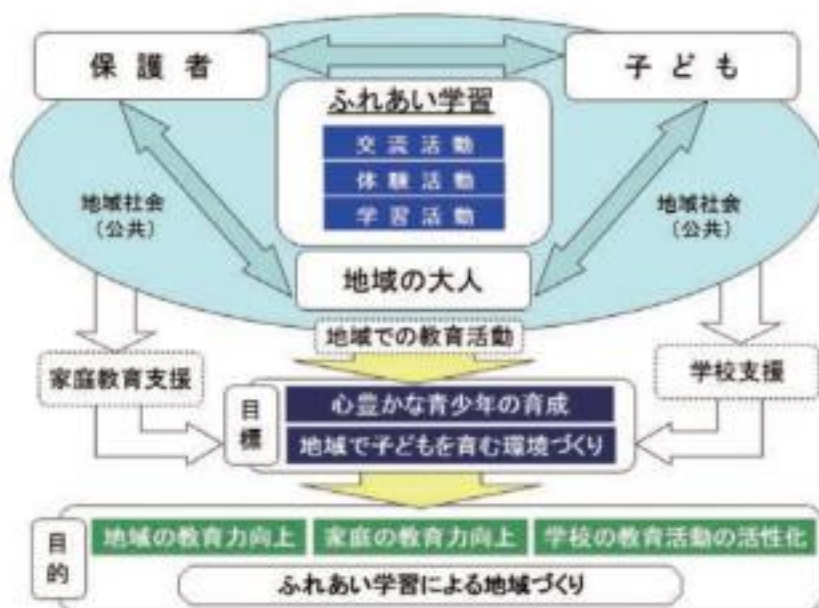 保護者
子ども
ふれあい学習
交流活動
体験活動
学習活動
地域社会
(公共)
地域社会
(公共)
地域の大人
地域での教育活動
家庭教育支援
学校支援
目標
心豊かな青少年の育成
地域で子どもを育む環境づくり
目的
地域の教育力向上
家庭の教育力向上
学校の教育活動の活性化
ふれあい学習による地域づくり